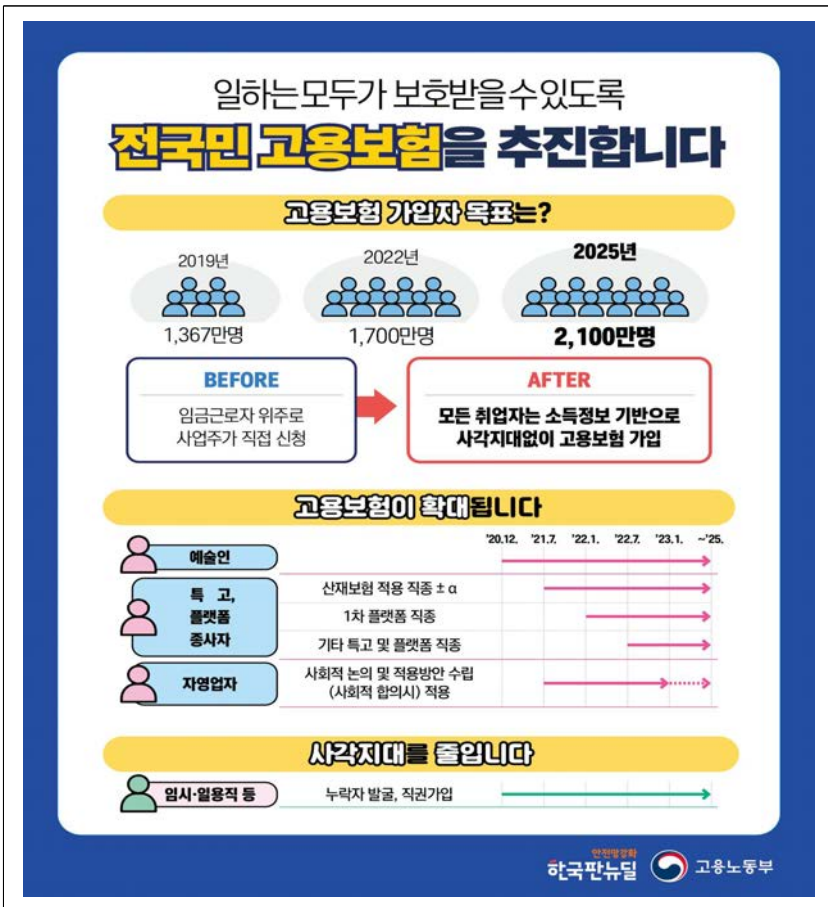 일하는 모두가 보호받을 수 있도록
전국민 고용보험을 추진합니다
고용보험 가입자 목표는?
2019년
2022년
2025년
1,367만명
1,700만명
2,100만명
BEFORE
임금근로자 위주로
사업주가 직접 신청
AFTER
모든 취업자는 소득정보 기반으로
사각지대없이 고용보험 가입
고용보험이 확대됩니다
'20.12. '21.7. '22.1. '22.7. '23.1. ~'25.
예술인
특 고,
플랫폼
종사자
산재보험 적용 직종 ± α
1차 플랫폼 직종
기타 특고 및 플랫폼 직종
자영업자
사회적 논의 및 적용방안 수립
(사회적 합의시) 적용
사각지대를 줄입니다
임시·일용직 등
누락자 발굴, 직권가입
안전망강화
한국판뉴딜
고용노동부